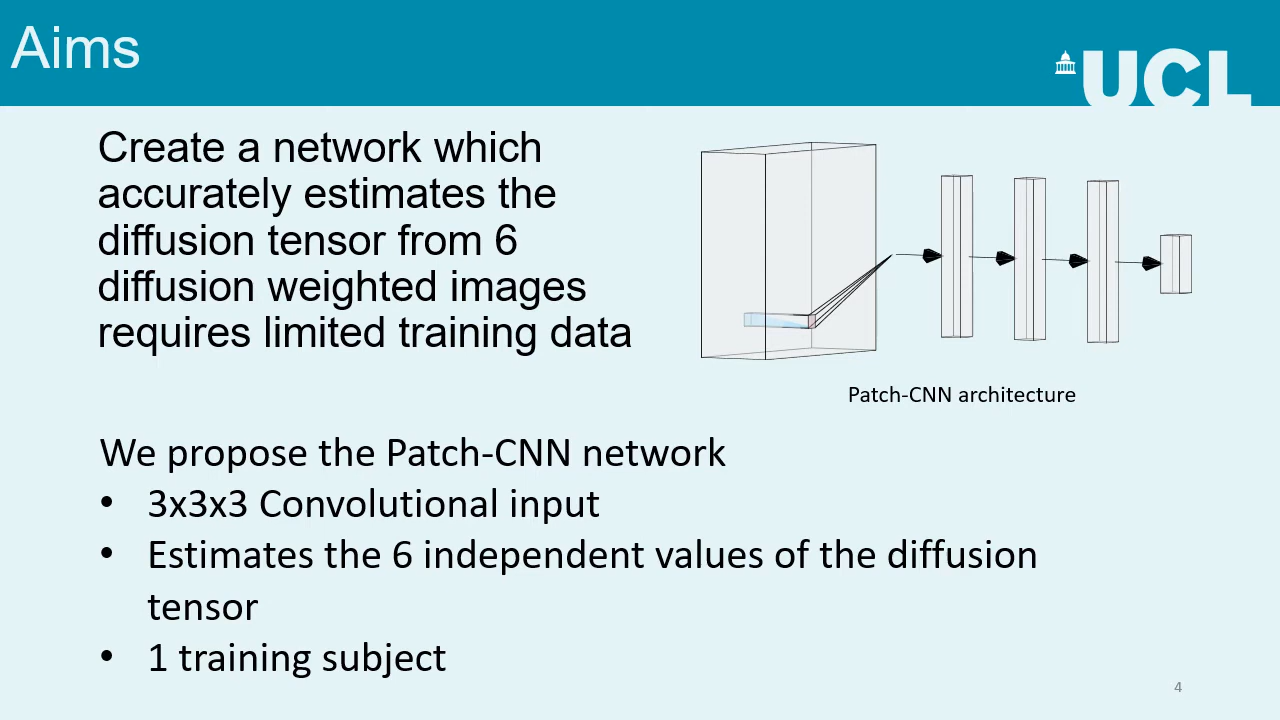 Aims
UCL
Create a network which
accurately estimates the
diffusion tensor from 6
diffusion weighted images
requires limited training data
Patch-CNN architecture
We propose the Patch-CNN network
• 3x3x3 Convolutional input
• Estimates the 6 independent values of the diffusion
tensor
• 1 training subject
4